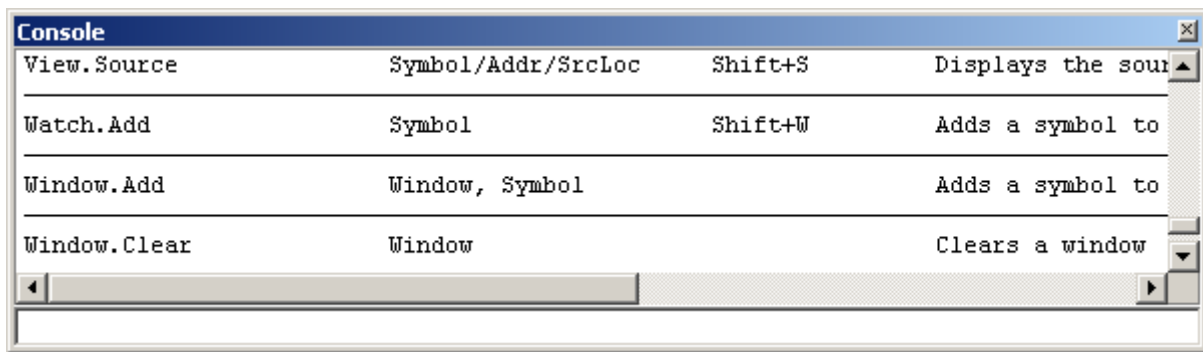 Console
View.Source Symbol/Addr/SrcLoc Shift+S Displays the sour
Watch.Add Symbol Shift+W Adds a symbol to
Window.Add Window, Symbol Adds a symbol to
Window.Clear Window Clears a window